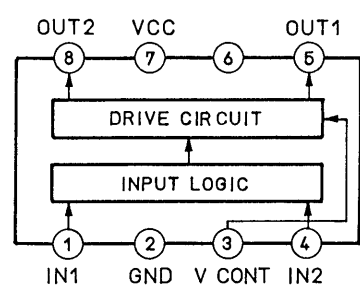 OUT2 VCC OUT1
8 7 6 5
DRIVE CIRCUIT
INPUT LOGIC
1 2 3 4
IN1 GND V CONT IN2